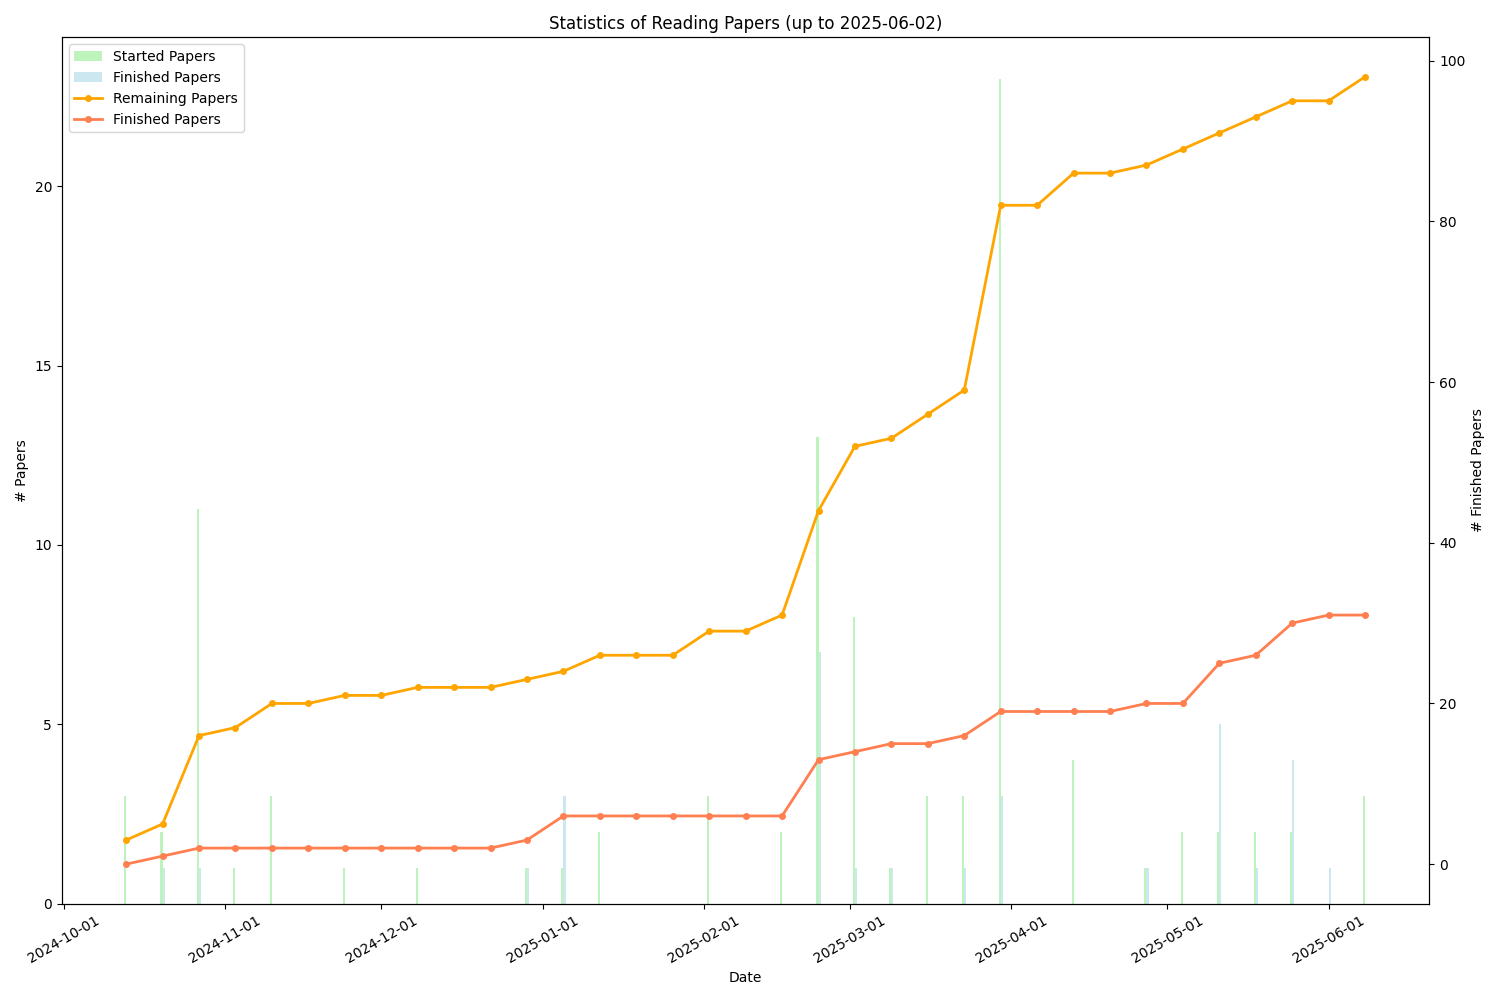 Statistics of Reading Papers (up to 2025-06-02)
Started Papers
Finished Papers
Remaining Papers
Finished Papers
# Papers
20
15
10
5
0
100
80
60
40
20
0
# Finished Papers
2024-10-01
2024-11-01
2024-12-01
2025-01-01
2025-02-01
2025-03-01
2025-04-01
2025-05-01
2025-06-01
Date